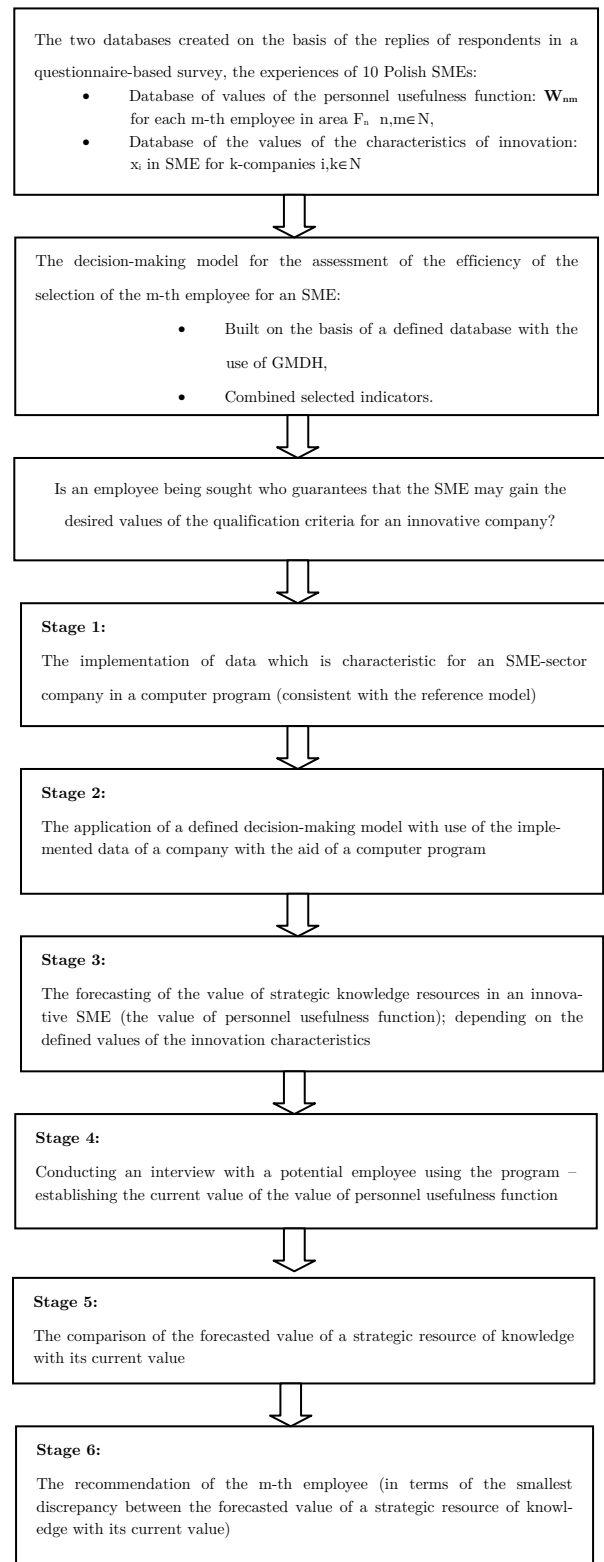 The two databases created on the basis of the replies of respondents in a
questionnaire-based survey, the experiences of 10 Polish SMEs:
• Database of values of the personnel usefulness function: Wₙₘ
for each m-th employee in area Fₙ n,m∈N,
• Database of the values of the characteristics of innovation:
xᵢ in SME for k-companies i,k∈N
The decision-making model for the assessment of the efficiency of the
selection of the m-th employee for an SME:
• Built on the basis of a defined database with the
use of GMDH,
• Combined selected indicators.
Is an employee being sought who guarantees that the SME may gain the
desired values of the qualification criteria for an innovative company?
Stage 1:
The implementation of data which is characteristic for an SME-sector
company in a computer program (consistent with the reference model)
Stage 2:
The application of a defined decision-making model with use of the imple-
mented data of a company with the aid of a computer program
Stage 3:
The forecasting of the value of strategic knowledge resources in an innova-
tive SME (the value of personnel usefulness function); depending on the
defined values of the innovation characteristics
Stage 4:
Conducting an interview with a potential employee using the program –
establishing the current value of the value of personnel usefulness function
Stage 5:
The comparison of the forecasted value of a strategic resource of knowledge
with its current value
Stage 6:
The recommendation of the m-th employee (in terms of the smallest
discrepancy between the forecasted value of a strategic resource of knowl-
edge with its current value)